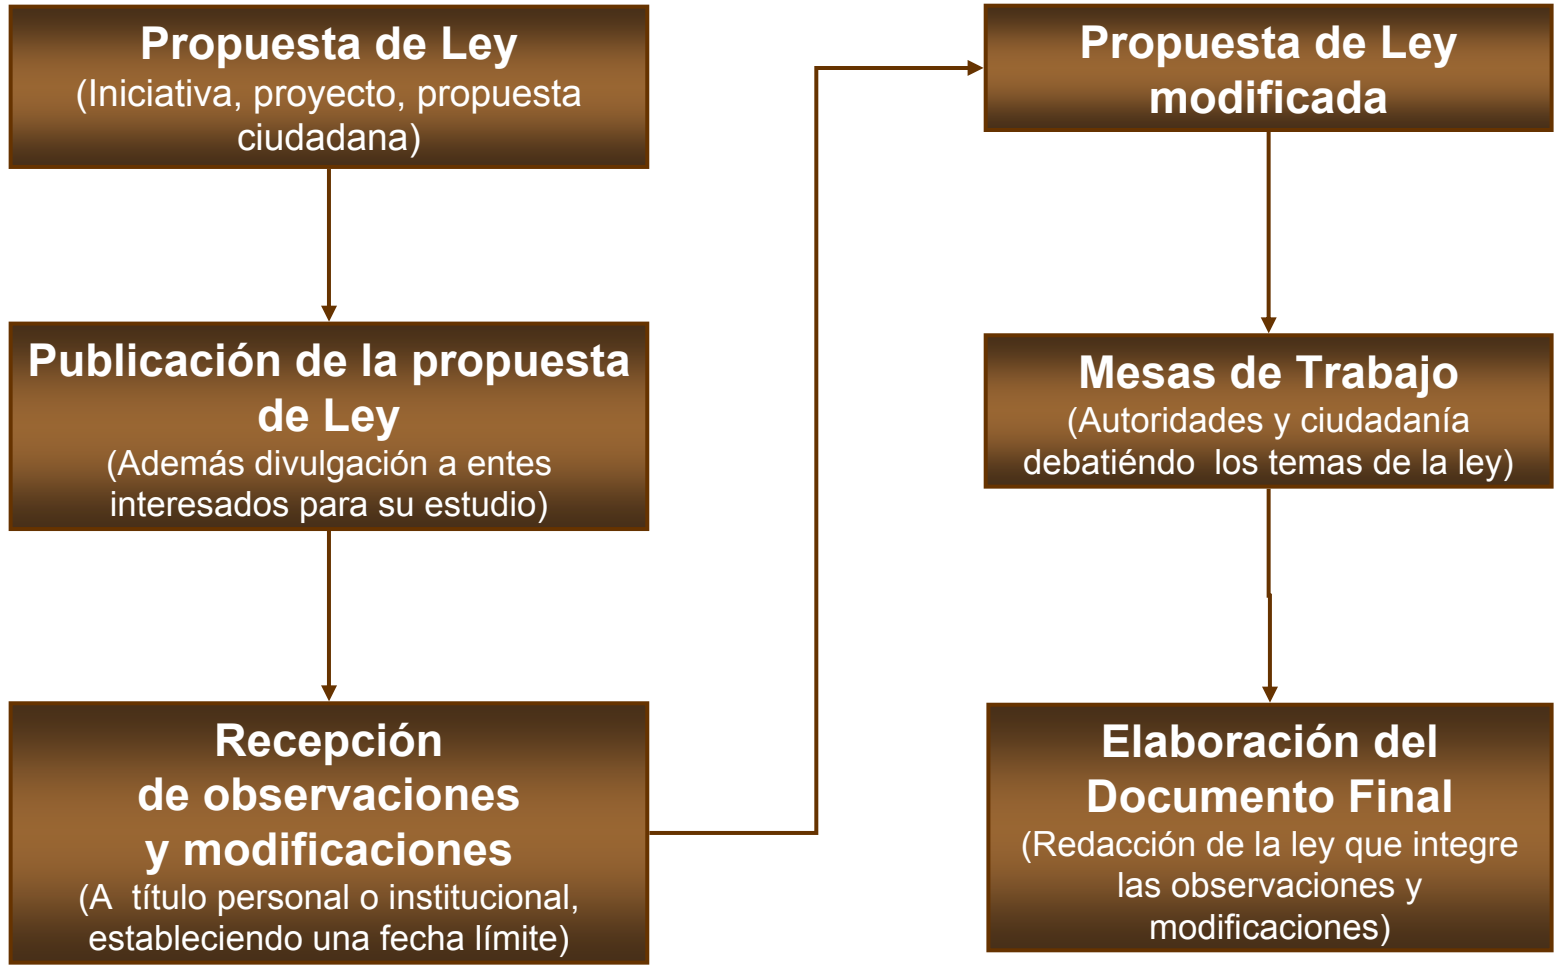 Propuesta de Ley
(Iniciativa, proyecto, propuesta
ciudadana)
Publicación de la propuesta
de Ley
(Además divulgación a entes
interesados para su estudio)
Recepción
de observaciones
y modificaciones
(A título personal o institucional,
estableciendo una fecha límite)
Propuesta de Ley
modificada
Mesas de Trabajo
(Autoridades y ciudadanía
debatiéndo los temas de la ley)
Elaboración del
Documento Final
(Redacción de la ley que integre
las observaciones y
modificaciones)